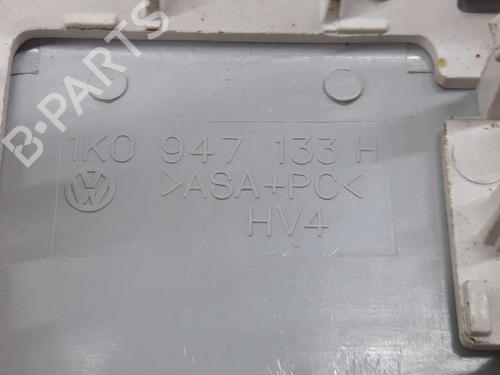 B-PARTS
1K0 947 133 H
>ASA+PC<
HV4